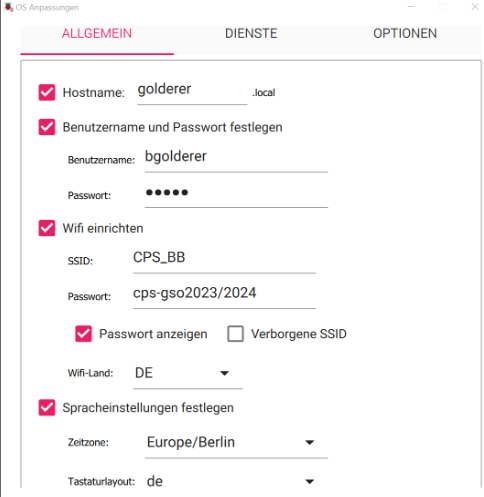 OS Anpassungen
ALLGEMEIN DIENSTE OPTIONEN
Hostname: golderer .local
Benutzername und Passwort festlegen
Benutzername: bgolderer
Passwort: •••••
Wifi einrichten
SSID: CPS_BB
Passwort: cps-gso2023/2024
Passwort anzeigen Verborgene SSID
Wifi-Land: DE
Spracheinstellungen festlegen
Zeitzone: Europe/Berlin
Tastaturlayout: de